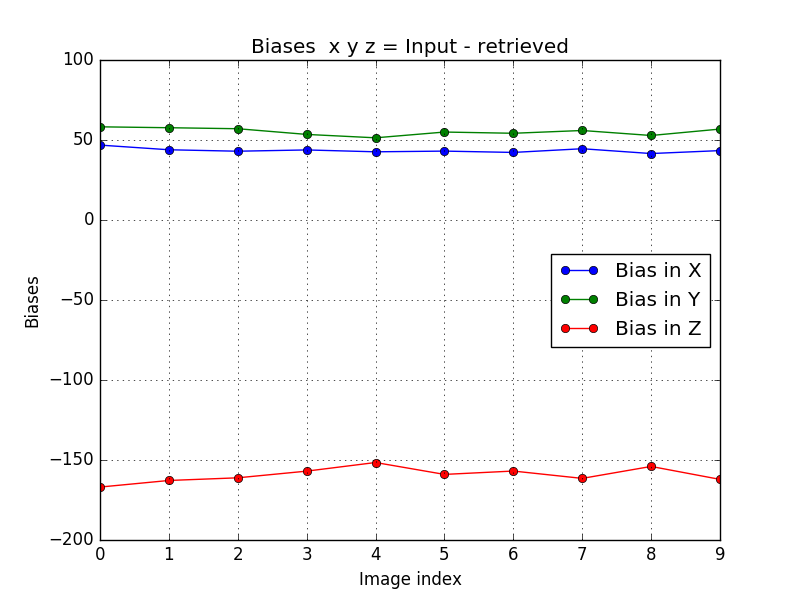 Biases  x y z = Input - retrieved
100
50
0
−50
−100
−150
−200
Biases
Bias in X
Bias in Y
Bias in Z
0 1 2 3 4 5 6 7 8 9
Image index